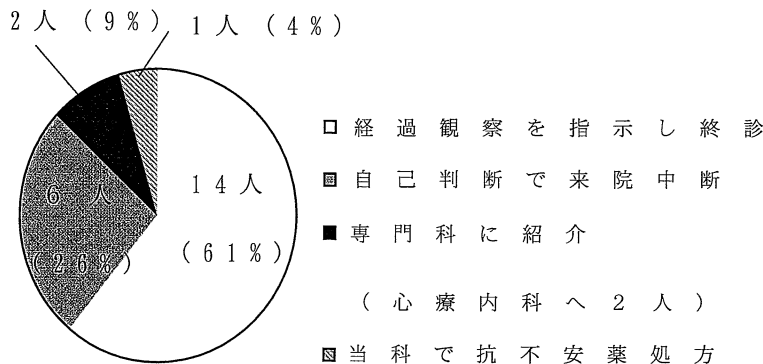 2人(9%) 1人(4%)
14人
(61%)
6人
(26%)
□経過観察を指示し終診
▩自己判断で来院中断
■専門科に紹介
(心療内科へ2人)
▨当科で抗不安薬処方